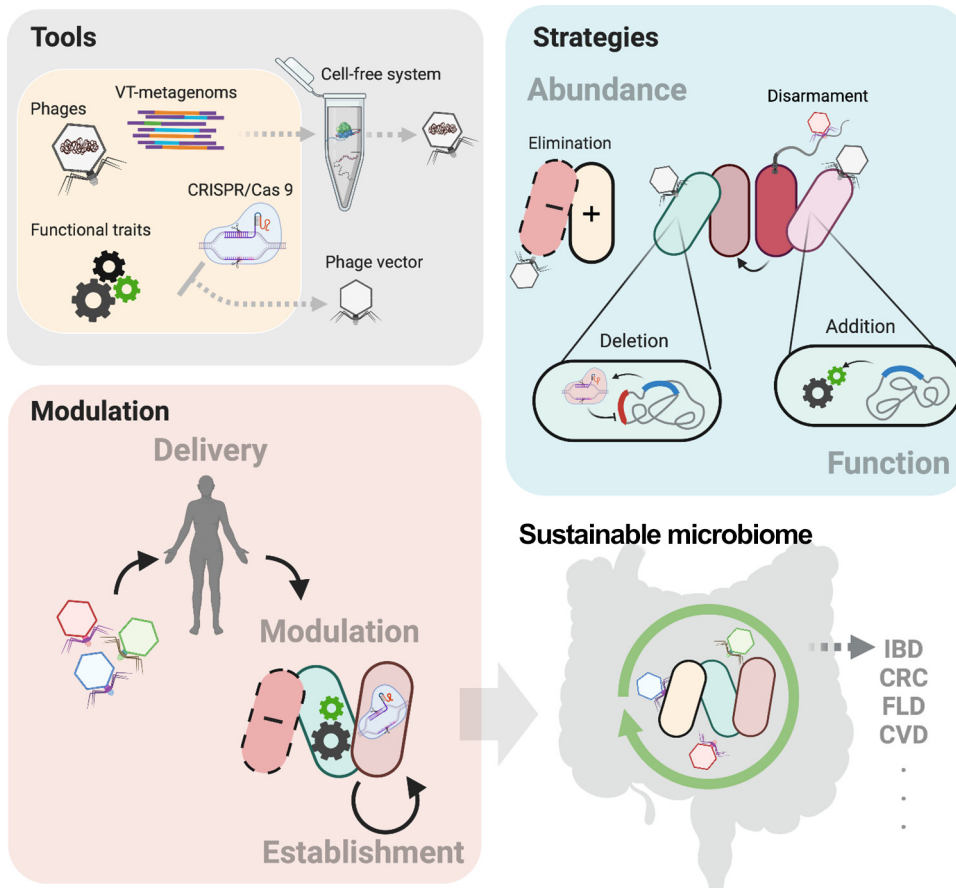 Tools
Phages
VT-metagenoms
Cell-free system
CRISPR/Cas 9
Functional traits
Phage vector
Strategies
Abundance
Disarmament
Elimination
+
Deletion
Addition
Function
Modulation
Delivery
Modulation
Establishment
Sustainable microbiome
IBD
CRC
FLD
CVD
.
.
.